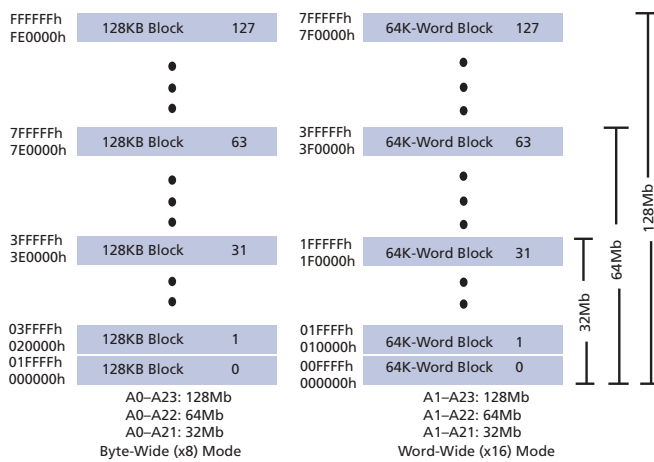 FFFFFFh
FE0000h
128KB Block 127
7FFFFFh
7F0000h
64K-Word Block 127
7FFFFFh
7E0000h
128KB Block 63
3FFFFFh
3F0000h
64K-Word Block 63
3FFFFFh
3E0000h
128KB Block 31
1FFFFFh
1F0000h
64K-Word Block 31
03FFFFh
020000h
128KB Block 1
01FFFFh
010000h
64K-Word Block 1
01FFFFh
000000h
128KB Block 0
00FFFFh
000000h
64K-Word Block 0
32Mb
64Mb
128Mb
A0–A23: 128Mb
A0–A22: 64Mb
A0–A21: 32Mb
Byte-Wide (x8) Mode
A1–A23: 128Mb
A1–A22: 64Mb
A1–A21: 32Mb
Word-Wide (x16) Mode